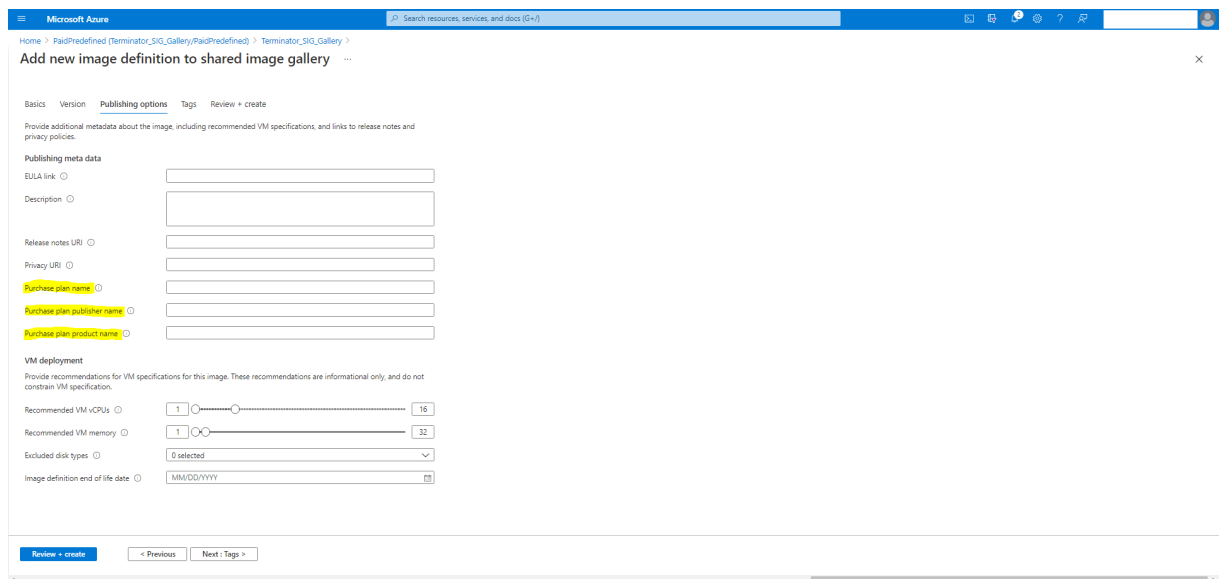 Microsoft Azure
Search resources, services, and docs (G+/)
2
Home > PaidPredefined (Terminator_SIG_Gallery/PaidPredefined) > Terminator_SIG_Gallery >
Add new image definition to shared image gallery ...
Basics Version Publishing options Tags Review + create
Provide additional metadata about the image, including recommended VM specifications, and links to release notes and
privacy policies.
Publishing meta data
EULA link
Description
Release notes URI
Privacy URI
Purchase plan name
Purchase plan publisher name
Purchase plan product name
VM deployment
Provide recommendations for VM specifications for this image. These recommendations are informational only, and do not
constrain VM specification.
Recommended VM vCPUs 1 16
Recommended VM memory 1 32
Excluded disk types 0 selected
Image definition end of life date MM/DD/YYYY
Review + create < Previous Next : Tags >